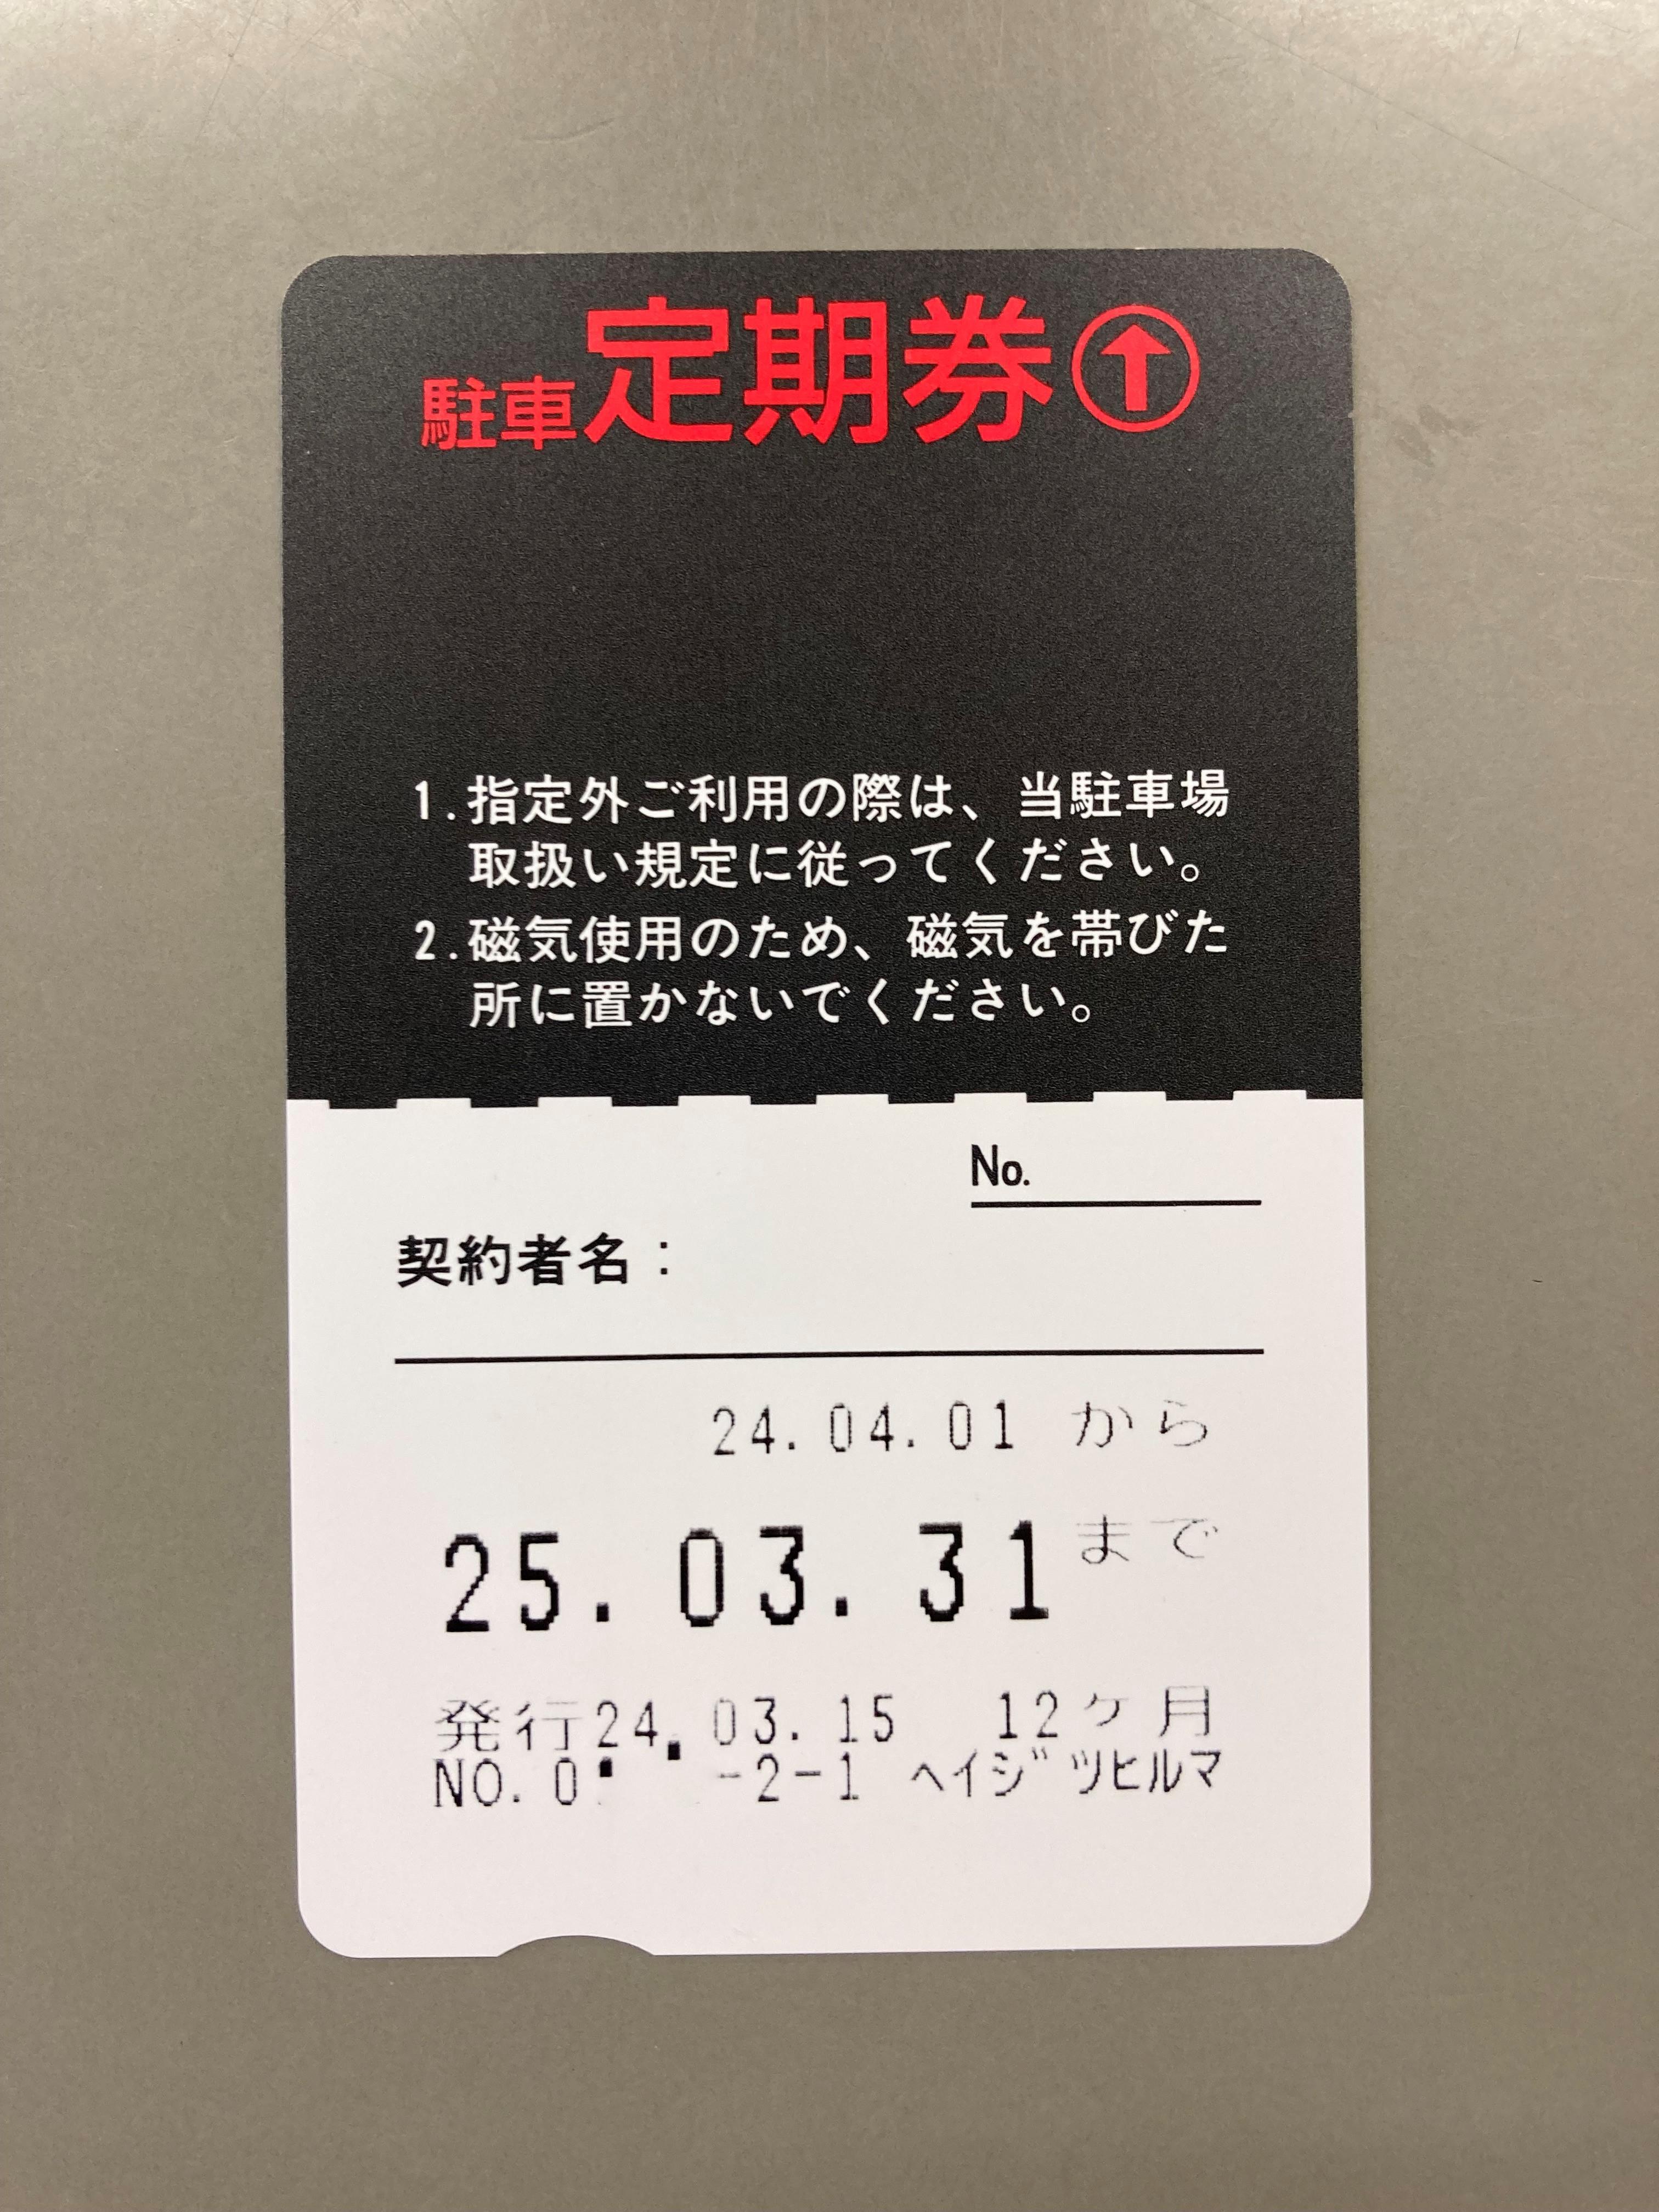 駐車定期券↑
1.指定外ご利用の際は、当駐車場
取扱い規定に従ってください。
2.磁気使用のため、磁気を帯びた
所に置かないでください。
No.
契約者名：
24.04.01 から
25.03.31 まで
発行24.03.15 12ヶ月
NO.0 -2-1 ヘイジツヒルマ